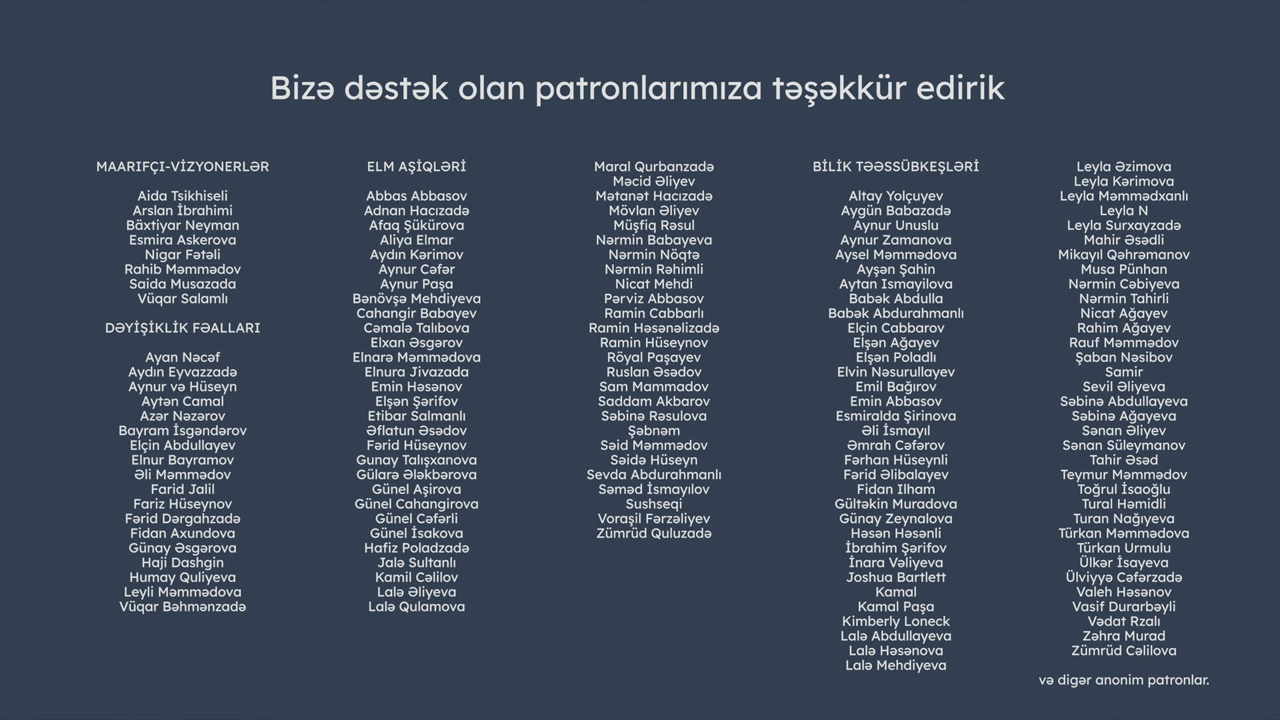 Bizə dəstək olan patronlarımıza təşəkkür edirik
MAARIFÇI-VİZYONERLƏR
Aida Tsikhiseli
Arslan İbrahimi
Bäxtiyar Neyman
Esmira Askerova
Nigar Fətəli
Rahib Məmmədov
Saida Musazada
Vüqar Salamlı
DƏYİŞİKLİK FƏALLARI
Ayan Nəcəf
Aydın Eyvazzadə
Aynur və Hüseyn
Aytən Camal
Azər Nəzərov
Bayram İsgəndərov
Elçin Abdullayev
Elnur Bayramov
Əli Məmmədov
Farid Jalil
Fariz Hüseynov
Fərid Dərgahzadə
Fidan Axundova
Günay Əsgərova
Haji Dashgin
Humay Quliyeva
Leyli Məmmədova
Vüqar Bəhmənzadə
ELM AŞİQLƏRİ
Abbas Abbasov
Adnan Hacızadə
Afaq Şükürova
Aliya Elmar
Aydın Kərimov
Aynur Cəfər
Aynur Paşa
Bənövşə Mehdiyeva
Cahangir Babayev
Cəmalə Talıbova
Elxan Əsgərov
Elnarə Məmmədova
Elnura Jivazada
Emin Həsənov
Elşən Şərifov
Etibar Salmanlı
Əflatun Əsədov
Fərid Hüseynov
Gunay Talışxanova
Gülarə Ələkbərova
Günel Aşirova
Günel Cahangirova
Günel Cəfərli
Günel İsakova
Hafiz Poladzadə
Jalə Sultanlı
Kamil Cəlilov
Lalə Əliyeva
Lalə Qulamova
Maral Qurbanzadə
Məcid Əliyev
Mətanət Hacızadə
Mövlan Əliyev
Müşfiq Rəsul
Nərmin Babayeva
Nərmin Nöqtə
Nərmin Rəhimli
Nicat Mehdi
Pərviz Abbasov
Ramin Cabbarlı
Ramin Həsənəlizadə
Ramin Hüseynov
Röyal Paşayev
Ruslan Əsədov
Sam Mammadov
Saddam Akbarov
Səbinə Rəsulova
Şəbnəm
Səid Məmmədov
Səidə Hüseyn
Sevda Abdurahmanlı
Səməd İsmayılov
Sushseqi
Voraşil Fərzəliyev
Zümrüd Quluzadə
BİLİK TƏƏSSÜBKEŞLƏRİ
Altay Yolçuyev
Aygün Babazadə
Aynur Unuslu
Aynur Zamanova
Aysel Məmmədova
Ayşən Şahin
Aytan Ismayilova
Babək Abdulla
Babək Abdurahmanlı
Elçin Cabbarov
Elşən Ağayev
Elşən Poladlı
Elvin Nəsurullayev
Emil Bağırov
Emin Abbasov
Esmiralda Şirinova
Əli İsmayıl
Əmrah Cəfərov
Fərhan Hüseynli
Fərid Əlibalayev
Fidan Ilham
Gültəkin Muradova
Günay Zeynalova
Həsən Həsənli
İbrahim Şərifov
İnara Vəliyeva
Joshua Bartlett
Kamal
Kamal Paşa
Kimberly Loneck
Lalə Abdullayeva
Lalə Həsənova
Lalə Mehdiyeva
Leyla Əzimova
Leyla Kərimova
Leyla Məmmədxanlı
Leyla N
Leyla Surxayzadə
Mahir Əsədli
Mikayıl Qəhrəmanov
Musa Pünhan
Nərmin Cəbiyeva
Nərmin Tahirli
Nicat Ağayev
Rahim Ağayev
Rauf Məmmədov
Şaban Nəsibov
Samir
Sevil Əliyeva
Səbinə Abdullayeva
Səbinə Ağayeva
Sənan Əliyev
Sənan Süleymanov
Tahir Əsəd
Teymur Məmmədov
Toğrul İsaoğlu
Tural Həmidli
Turan Nağıyeva
Türkan Məmmədova
Türkan Urmulu
Ülkər İsayeva
Ülviyyə Cəfərzadə
Valeh Həsənov
Vasif Durarbəyli
Vədat Rzalı
Zəhra Murad
Zümrüd Cəlilova
və digər anonim patronlar.